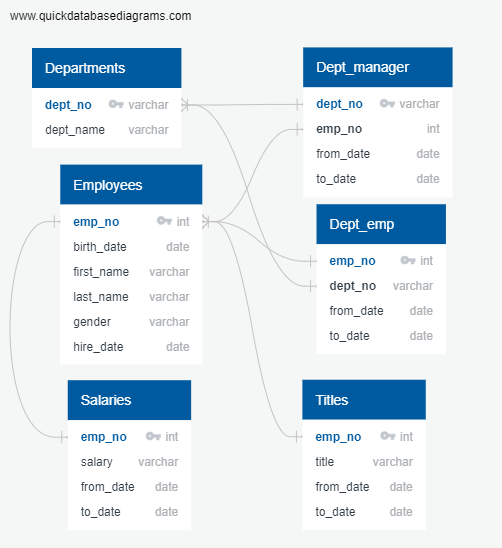 www.quickdatabasediagrams.com
Departments
dept_no varchar
dept_name varchar
Dept_manager
dept_no varchar
emp_no int
from_date date
to_date date
Employees
emp_no int
birth_date date
first_name varchar
last_name varchar
gender varchar
hire_date date
Dept_emp
emp_no int
dept_no varchar
from_date date
to_date date
Salaries
emp_no int
salary varchar
from_date date
to_date date
Titles
emp_no int
title varchar
from_date date
to_date date